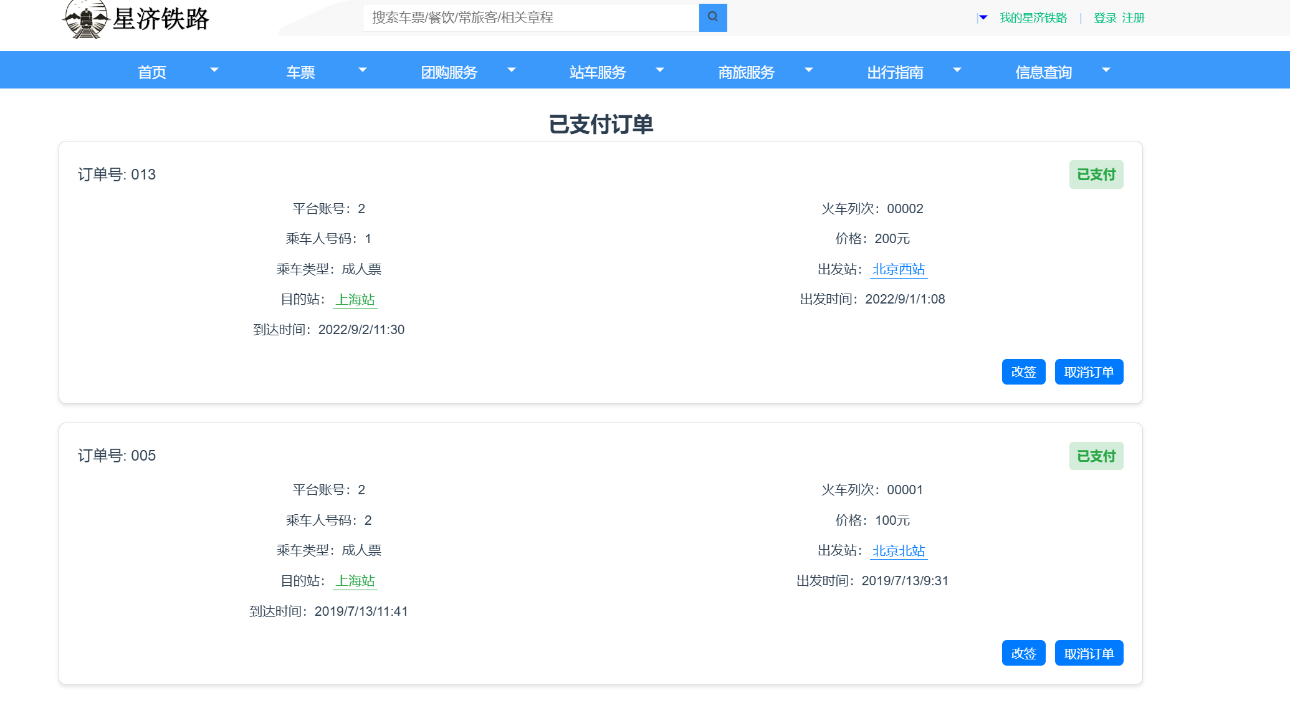 星济铁路
搜索车票/餐饮/常旅客/相关章程
我的星济铁路 | 登录 注册
首页 车票 团购服务 站车服务 商旅服务 出行指南 信息查询
已支付订单
订单号: 013 已支付
平台账号：2 火车列次：00002
乘车人号码：1 价格：200元
乘车类型：成人票 出发站：北京西站
目的站：上海站 出发时间：2022/9/1/1:08
到达时间：2022/9/2/11:30
改签 取消订单
订单号: 005 已支付
平台账号：2 火车列次：00001
乘车人号码：2 价格：100元
乘车类型：成人票 出发站：北京北站
目的站：上海站 出发时间：2019/7/13/9:31
到达时间：2019/7/13/11:41
改签 取消订单